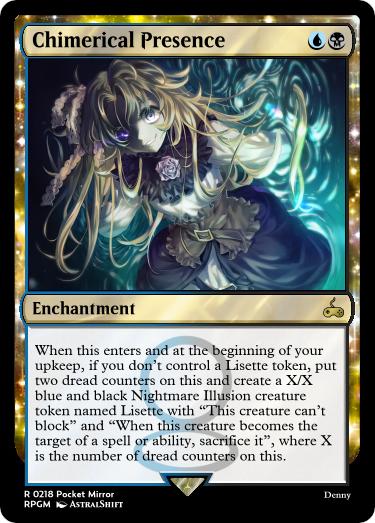 Chimerical Presence
Enchantment
When this enters and at the beginning of your
upkeep, if you don't control a Lisette token, put
two dread counters on this and create a X/X
blue and black Nightmare Illusion creature
token named Lisette with “This creature can't
block” and “When this creature becomes the
target of a spell or ability, sacrifice it”, where X
is the number of dread counters on this.
R 0218 Pocket Mirror
Denny
RPGM AstralShift